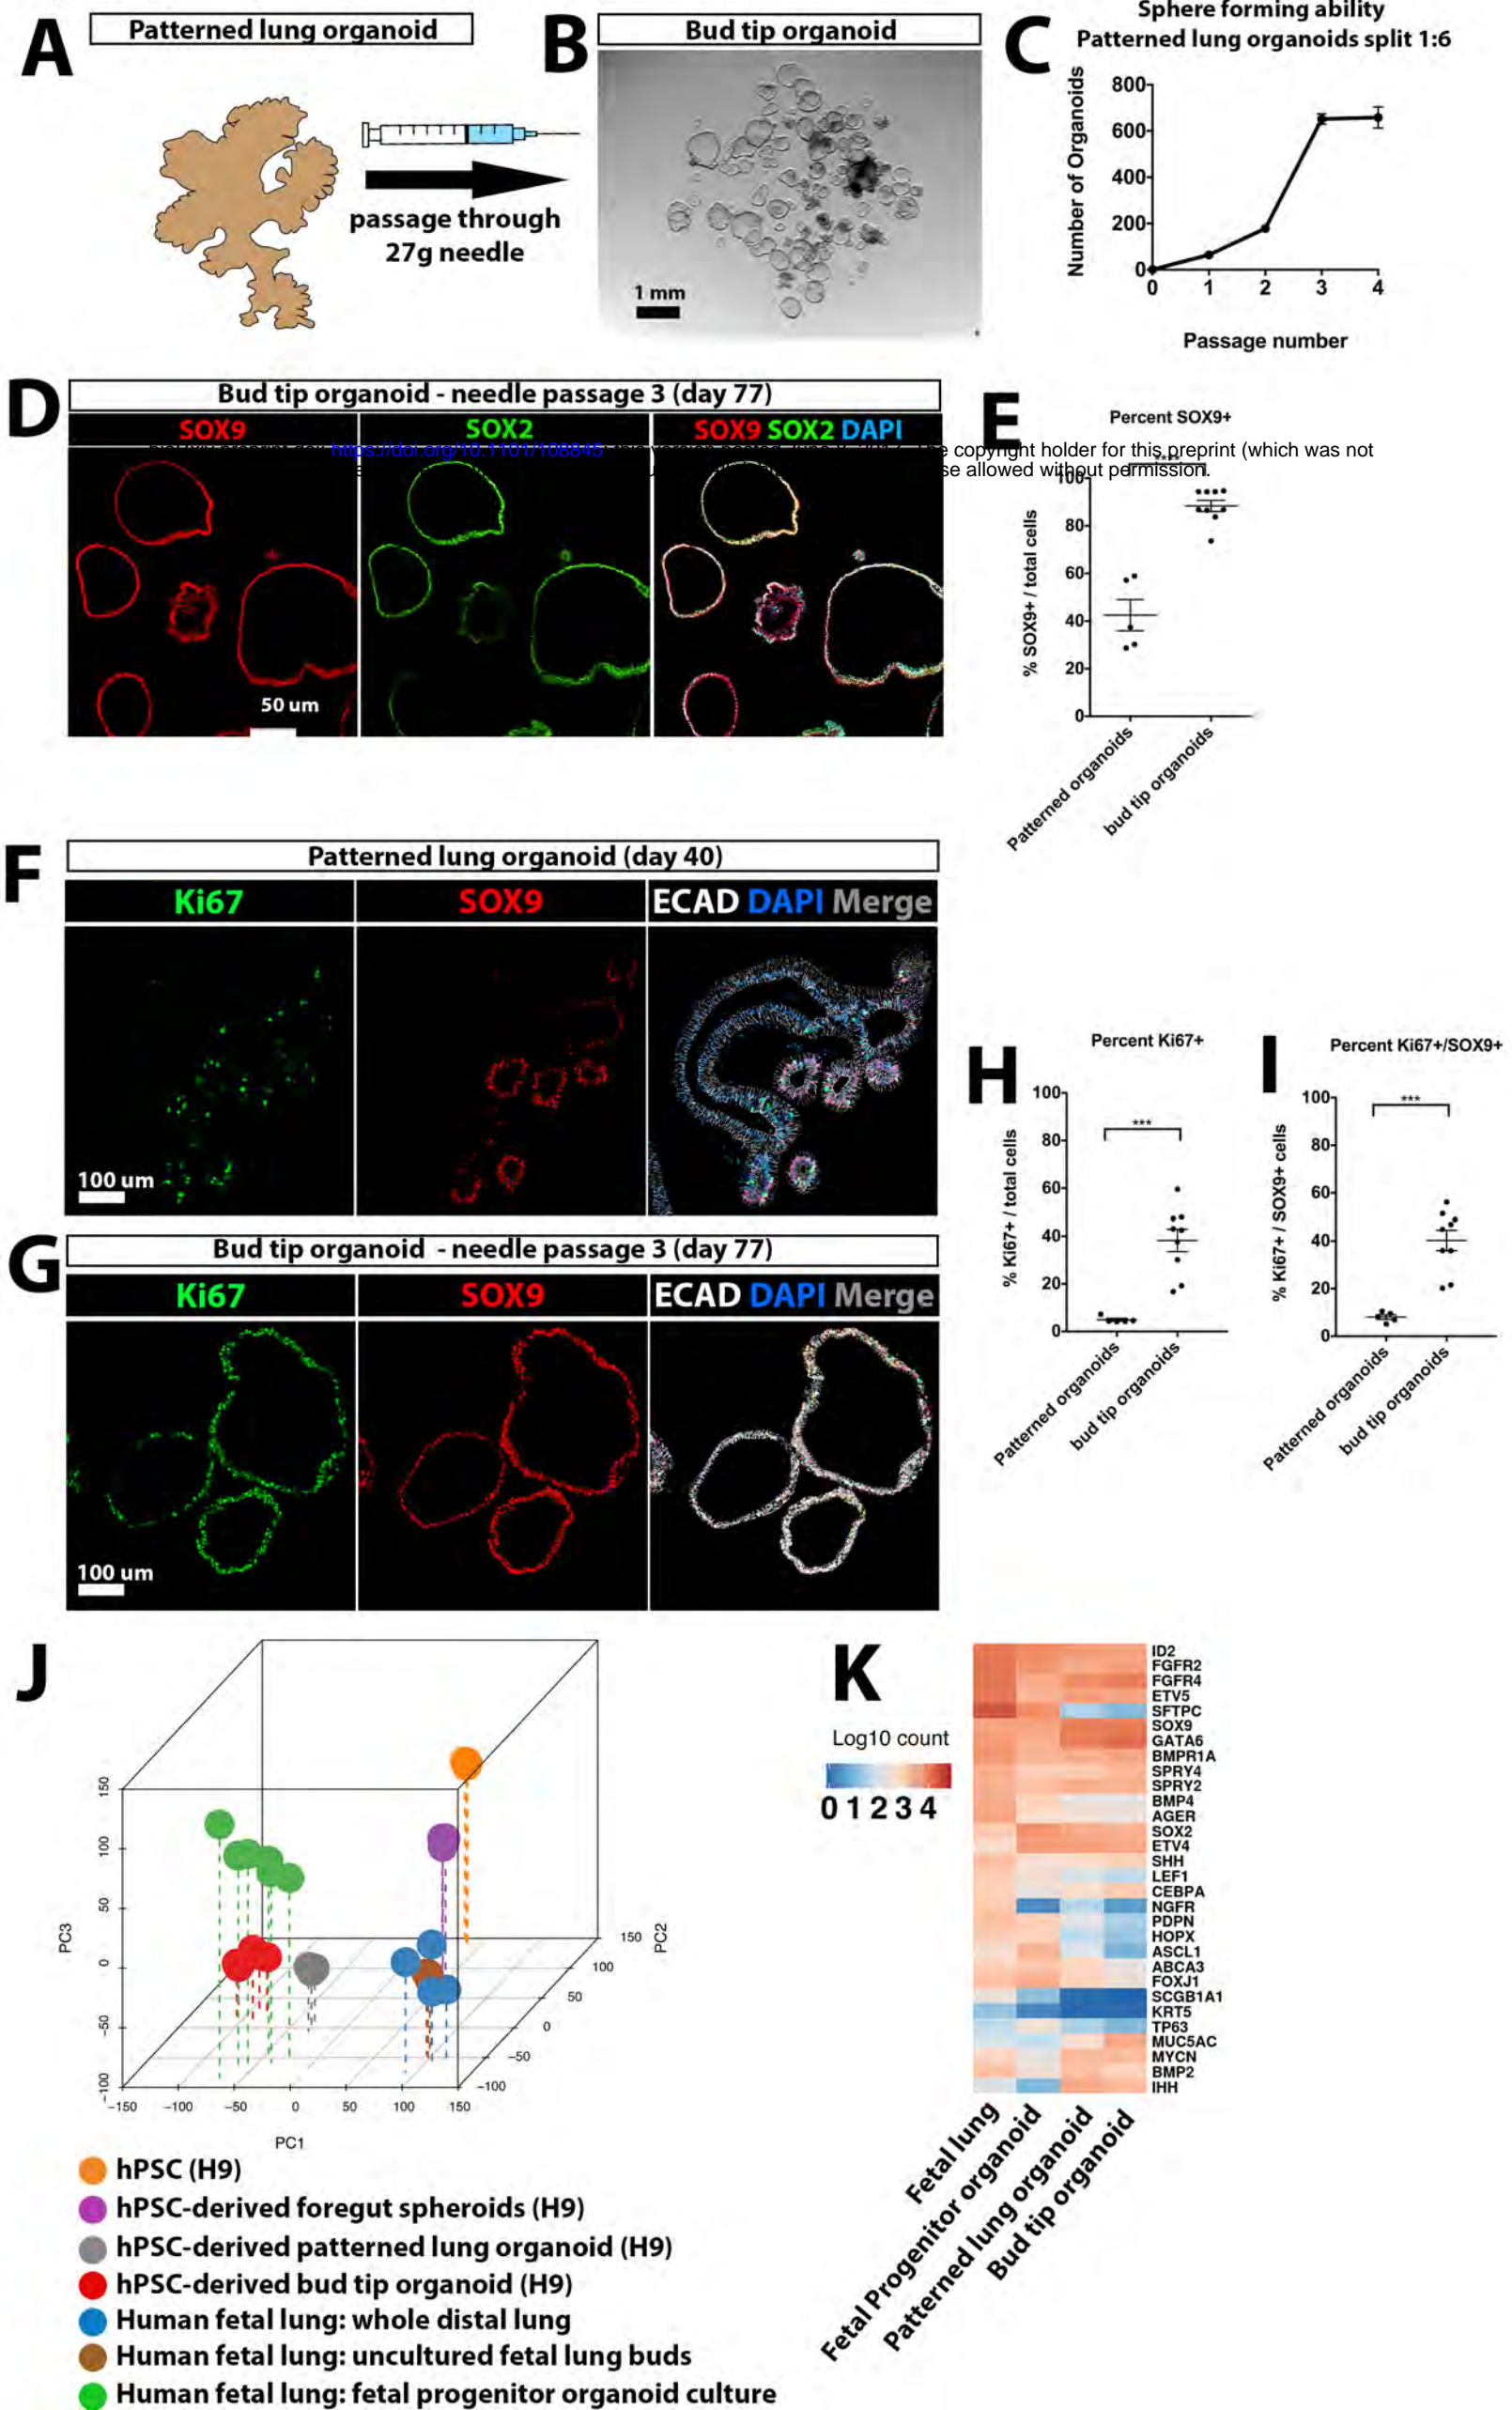 A
Patterned lung organoid
passage through
27g needle
B
Bud tip organoid
1 mm
C
Sphere forming ability
Patterned lung organoids split 1:6
Number of Organoids
800
600
400
200
0
0 1 2 3 4
Passage number
D
Bud tip organoid - needle passage 3 (day 77)
SOX9
SOX2
SOX9 SOX2 DAPI
50 um
https://doi.org/10.1101/108845
copyright holder for this preprint (which was not
se allowed without permission.
E
Percent SOX9+
****
% SOX9+ / total cells
100
80
60
40
20
0
Patterned organoids
bud tip organoids
F
Patterned lung organoid (day 40)
Ki67
SOX9
ECAD DAPI Merge
100 um
G
Bud tip organoid - needle passage 3 (day 77)
Ki67
SOX9
ECAD DAPI Merge
100 um
H
Percent Ki67+
***
% Ki67+ / total cells
100
80
60
40
20
0
Patterned organoids
bud tip organoids
I
Percent Ki67+/SOX9+
***
% Ki67+ / SOX9+ cells
100
80
60
40
20
0
Patterned organoids
bud tip organoids
J
PC3
150
100
50
0
−50
−100
−150 −100 −50 0 50 100 150
PC1
150
100
50
0
−50
−100
PC2
hPSC (H9)
hPSC-derived foregut spheroids (H9)
hPSC-derived patterned lung organoid (H9)
hPSC-derived bud tip organoid (H9)
Human fetal lung: whole distal lung
Human fetal lung: uncultured fetal lung buds
Human fetal lung: fetal progenitor organoid culture
K
Log10 count
0 1 2 3 4
ID2
FGFR2
FGFR4
ETV5
SFTPC
SOX9
GATA6
BMPR1A
SPRY4
SPRY2
BMP4
AGER
SOX2
ETV4
SHH
LEF1
CEBPA
NGFR
PDPN
HOPX
ASCL1
ABCA3
FOXJ1
SCGB1A1
KRT5
TP63
MUC5AC
MYCN
BMP2
IHH
Fetal lung
Fetal Progenitor organoid
Patterned lung organoid
Bud tip organoid